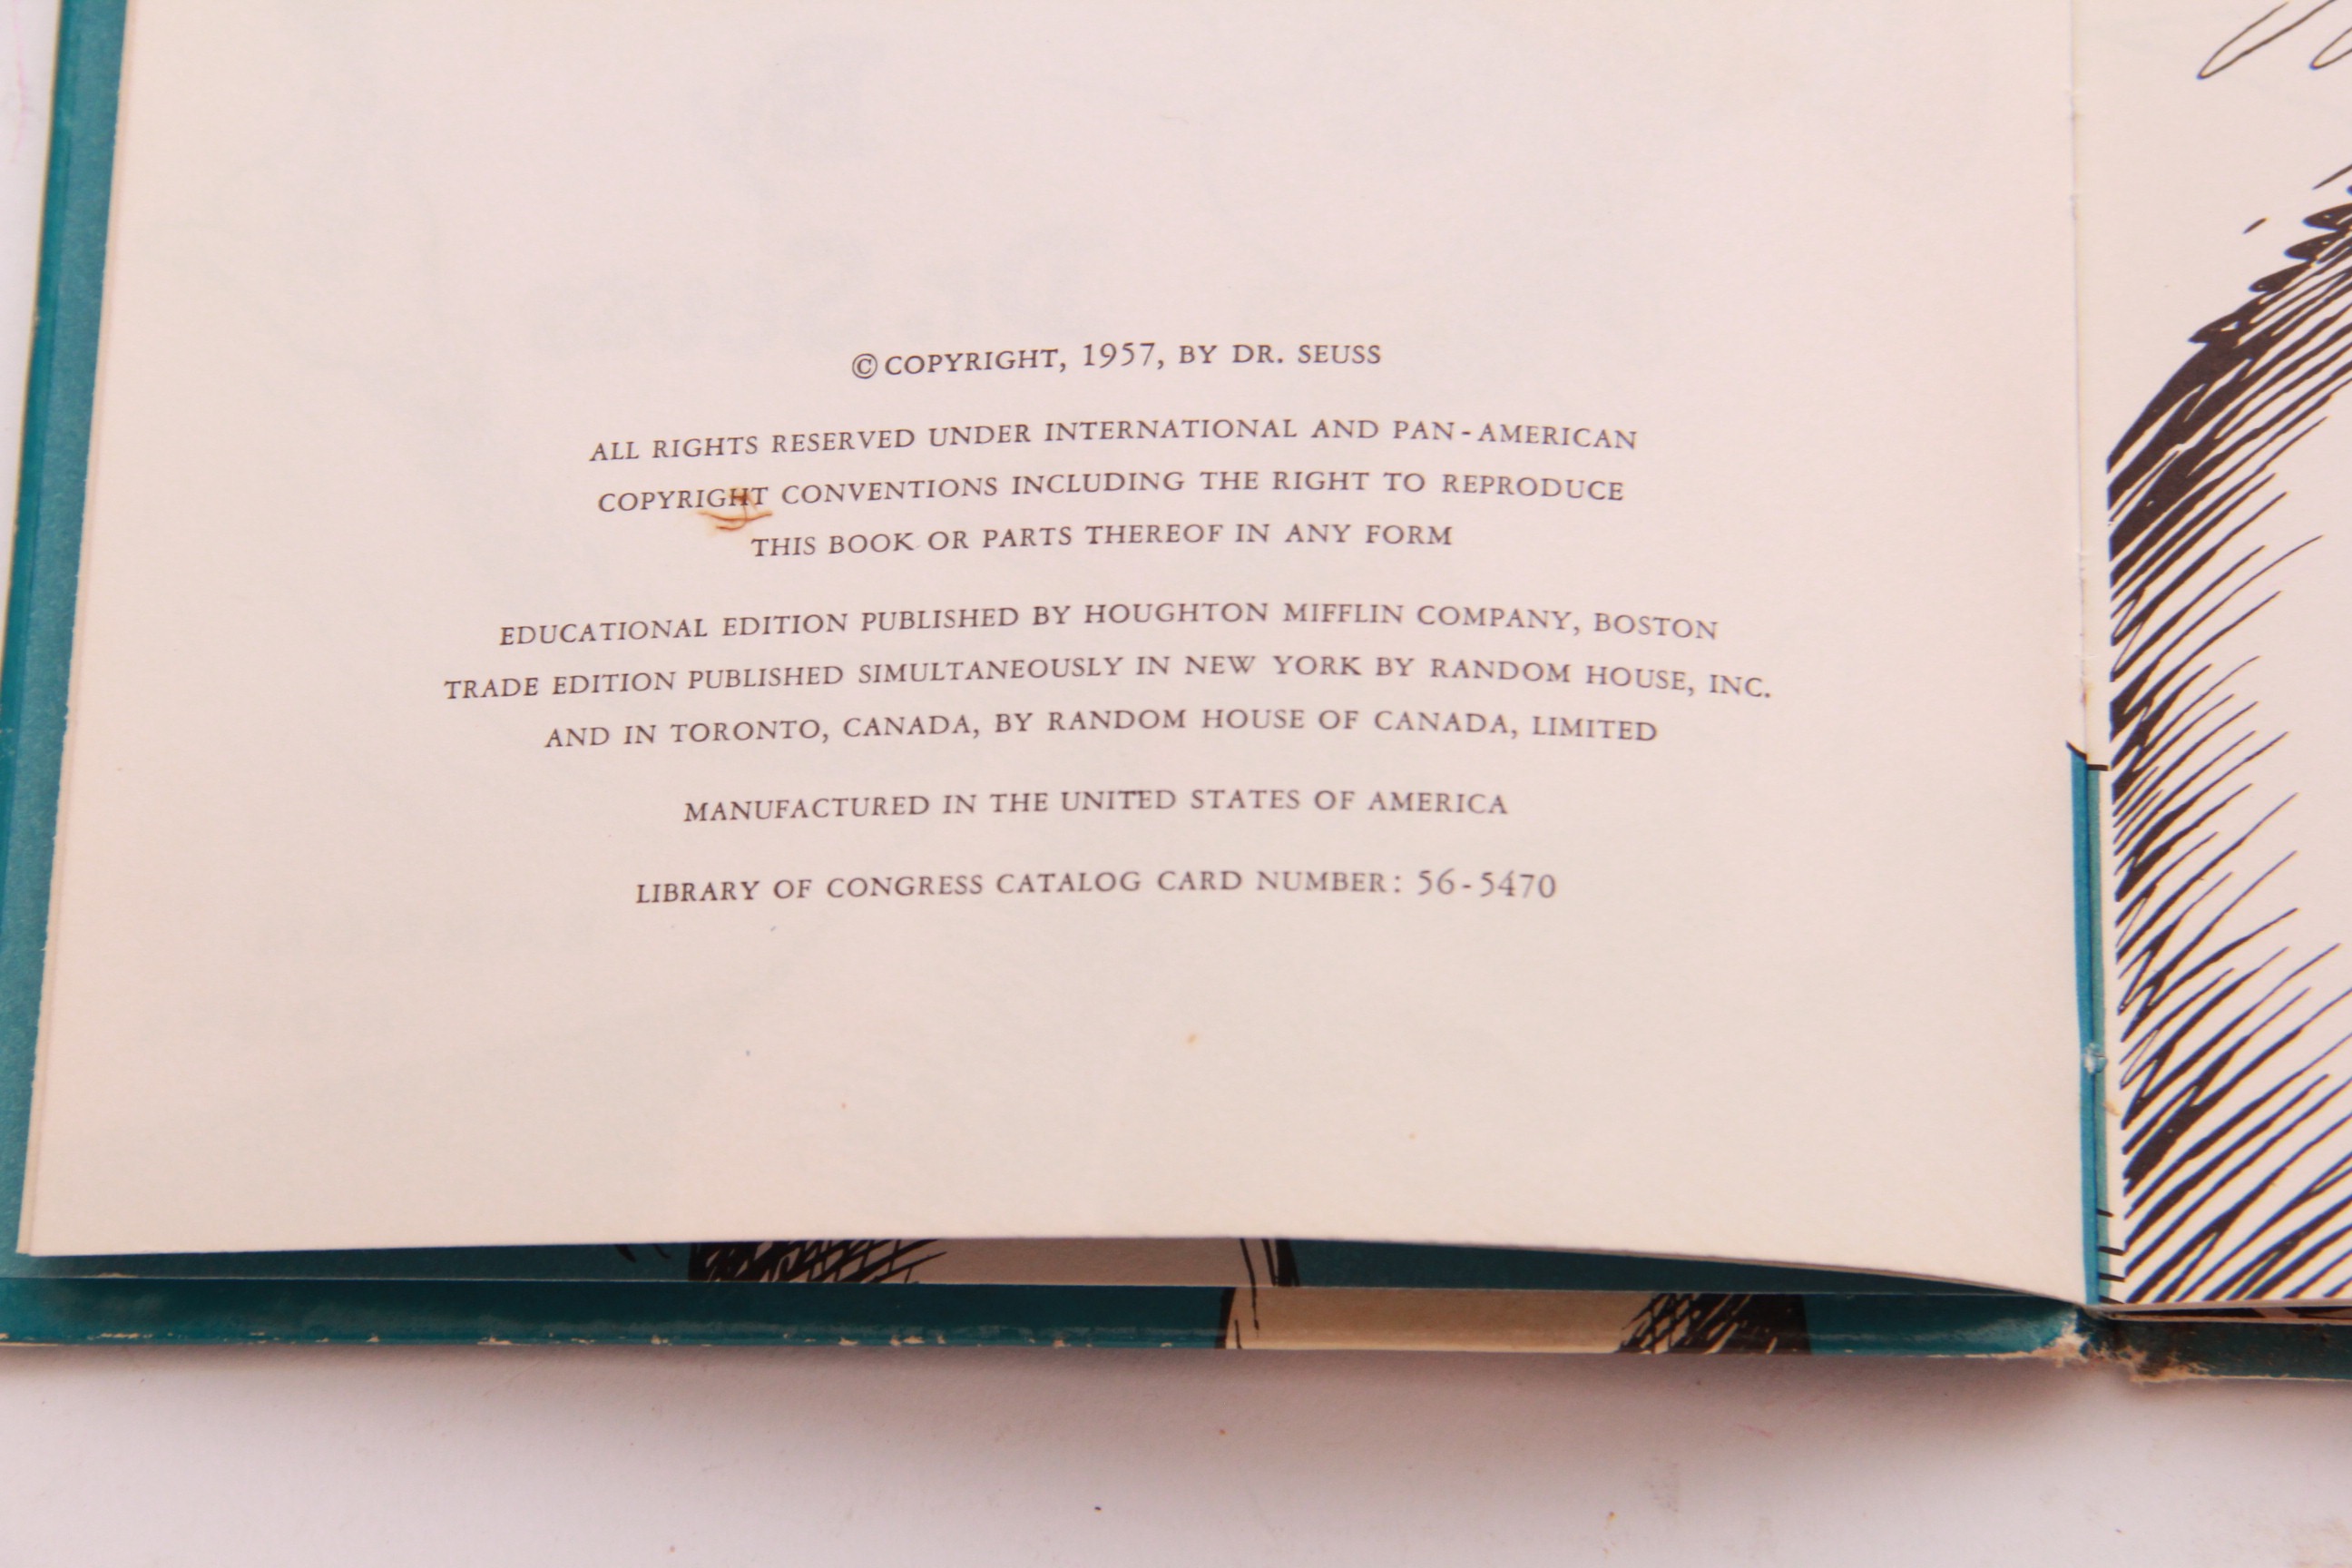 © COPYRIGHT, 1957, BY DR. SEUSS
ALL RIGHTS RESERVED UNDER INTERNATIONAL AND PAN-AMERICAN
COPYRIGHT CONVENTIONS INCLUDING THE RIGHT TO REPRODUCE
THIS BOOK OR PARTS THEREOF IN ANY FORM
EDUCATIONAL EDITION PUBLISHED BY HOUGHTON MIFFLIN COMPANY, BOSTON
TRADE EDITION PUBLISHED SIMULTANEOUSLY IN NEW YORK BY RANDOM HOUSE, INC.
AND IN TORONTO, CANADA, BY RANDOM HOUSE OF CANADA, LIMITED
MANUFACTURED IN THE UNITED STATES OF AMERICA
LIBRARY OF CONGRESS CATALOG CARD NUMBER: 56-5470